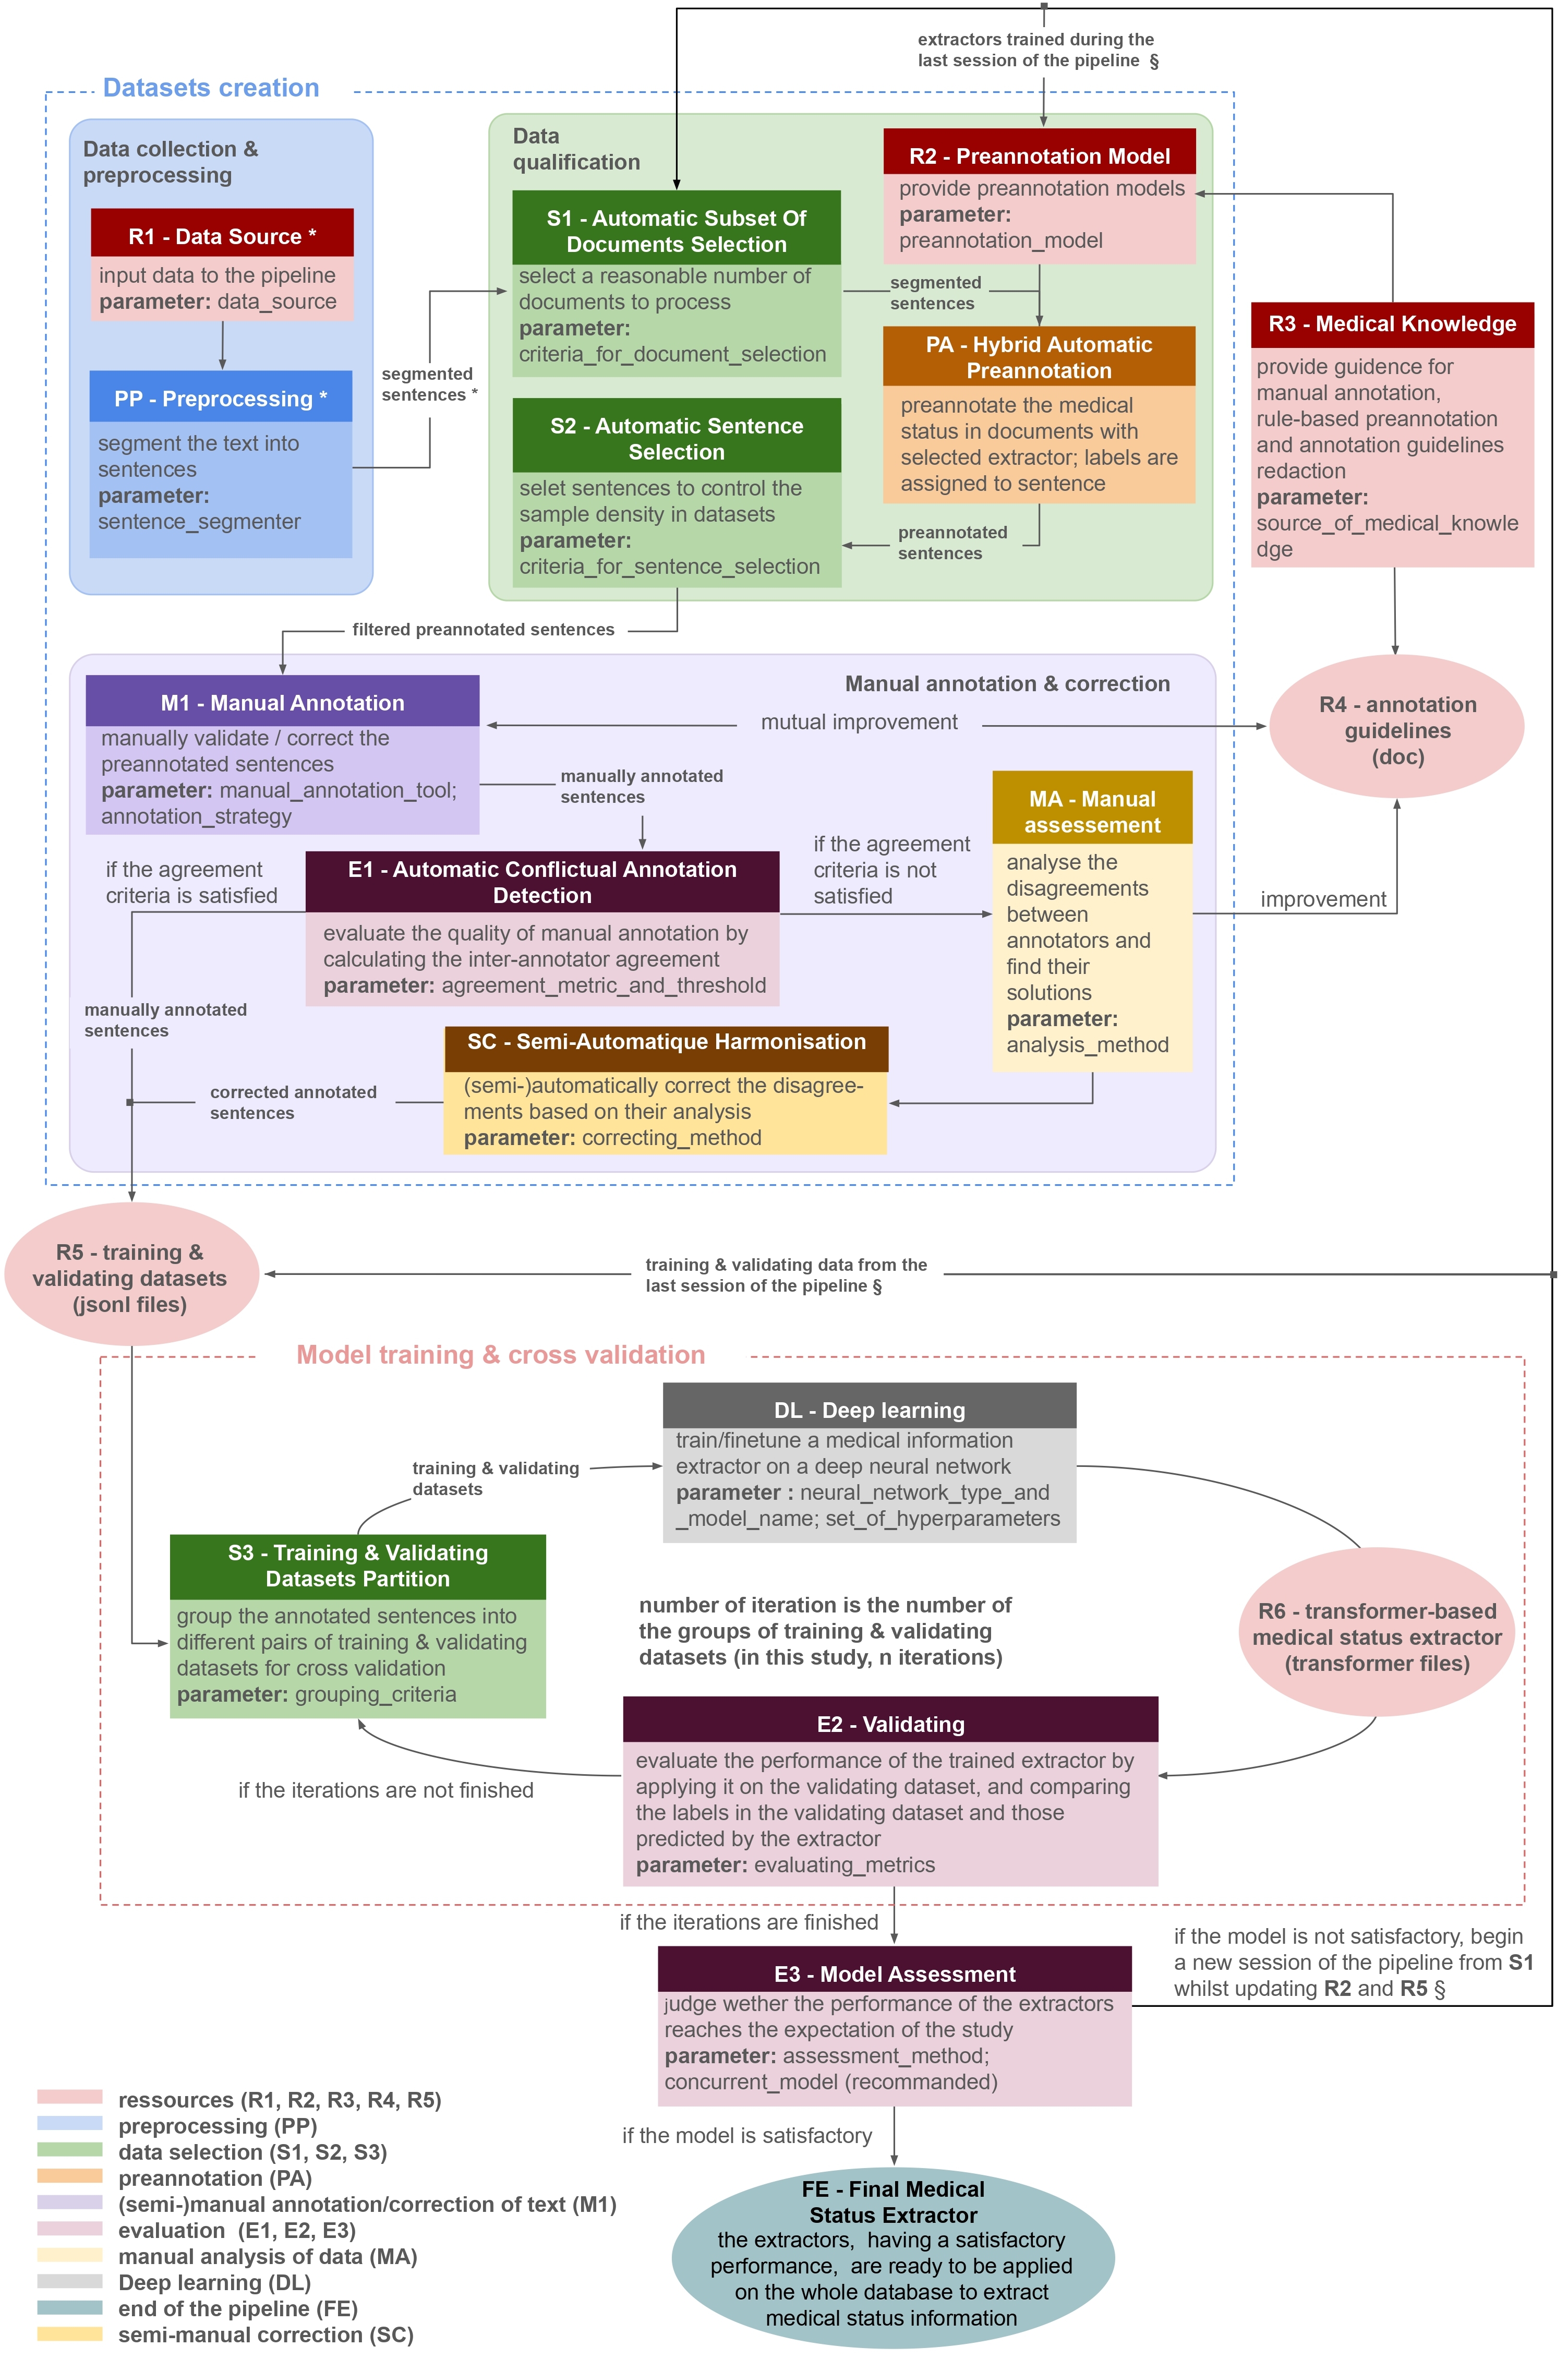 extractors trained during the
last session of the pipeline §
Datasets creation
Data collection &
preprocessing
R1 - Data Source *
input data to the pipeline
parameter: data_source
PP - Preprocessing *
segment the text into
sentences
parameter:
sentence_segmenter
segmented
sentences *
Data
qualification
S1 - Automatic Subset Of
Documents Selection
select a reasonable number of
documents to process
parameter:
criteria_for_document_selection
segmented
sentences
R2 - Preannotation Model
provide preannotation models
parameter:
preannotation_model
PA - Hybrid Automatic
Preannotation
preannotate the medical
status in documents with
selected extractor; labels are
assigned to sentence
preannotated
sentences
S2 - Automatic Sentence
Selection
selet sentences to control the
sample density in datasets
parameter:
criteria_for_sentence_selection
R3 - Medical Knowledge
provide guidence for
manual annotation,
rule-based preannotation
and annotation guidelines
redaction
parameter:
source_of_medical_knowle
dge
filtered preannotated sentences
Manual annotation & correction
M1 - Manual Annotation
manually validate / correct the
preannotated sentences
parameter: manual_annotation_tool;
annotation_strategy
mutual improvement
R4 - annotation
guidelines
(doc)
manually annotated
sentences
E1 - Automatic Conflictual Annotation
Detection
evaluate the quality of manual annotation by
calculating the inter-annotator agreement
parameter: agreement_metric_and_threshold
if the agreement
criteria is satisfied
if the agreement
criteria is not
satisfied
MA - Manual
assessement
analyse the
disagreements
between
annotators and
find their
solutions
parameter:
analysis_method
improvement
manually annotated
sentences
SC - Semi-Automatique Harmonisation
(semi-)automatically correct the disagree-
ments based on their analysis
parameter: correcting_method
corrected annotated
sentences
R5 - training &
validating datasets
(jsonl files)
training & validating data from the
last session of the pipeline §
Model training & cross validation
DL - Deep learning
train/finetune a medical information
extractor on a deep neural network
parameter : neural_network_type_and
_model_name; set_of_hyperparameters
training & validating
datasets
S3 - Training & Validating
Datasets Partition
group the annotated sentences into
different pairs of training & validating
datasets for cross validation
parameter: grouping_criteria
number of iteration is the number of
the groups of training & validating
datasets (in this study, n iterations)
R6 - transformer-based
medical status extractor
(transformer files)
E2 - Validating
evaluate the performance of the trained extractor by
applying it on the validating dataset, and comparing
the labels in the validating dataset and those
predicted by the extractor
parameter: evaluating_metrics
if the iterations are not finished
if the iterations are finished
E3 - Model Assessment
judge wether the performance of the extractors
reaches the expectation of the study
parameter: assessment_method;
concurrent_model (recommanded)
if the model is not satisfactory, begin
a new session of the pipeline from S1
whilst updating R2 and R5 §
if the model is satisfactory
FE - Final Medical
Status Extractor
the extractors, having a satisfactory
performance, are ready to be applied
on the whole database to extract
medical status information
ressources (R1, R2, R3, R4, R5)
preprocessing (PP)
data selection (S1, S2, S3)
preannotation (PA)
(semi-)manual annotation/correction of text (M1)
evaluation (E1, E2, E3)
manual analysis of data (MA)
Deep learning (DL)
end of the pipeline (FE)
semi-manual correction (SC)